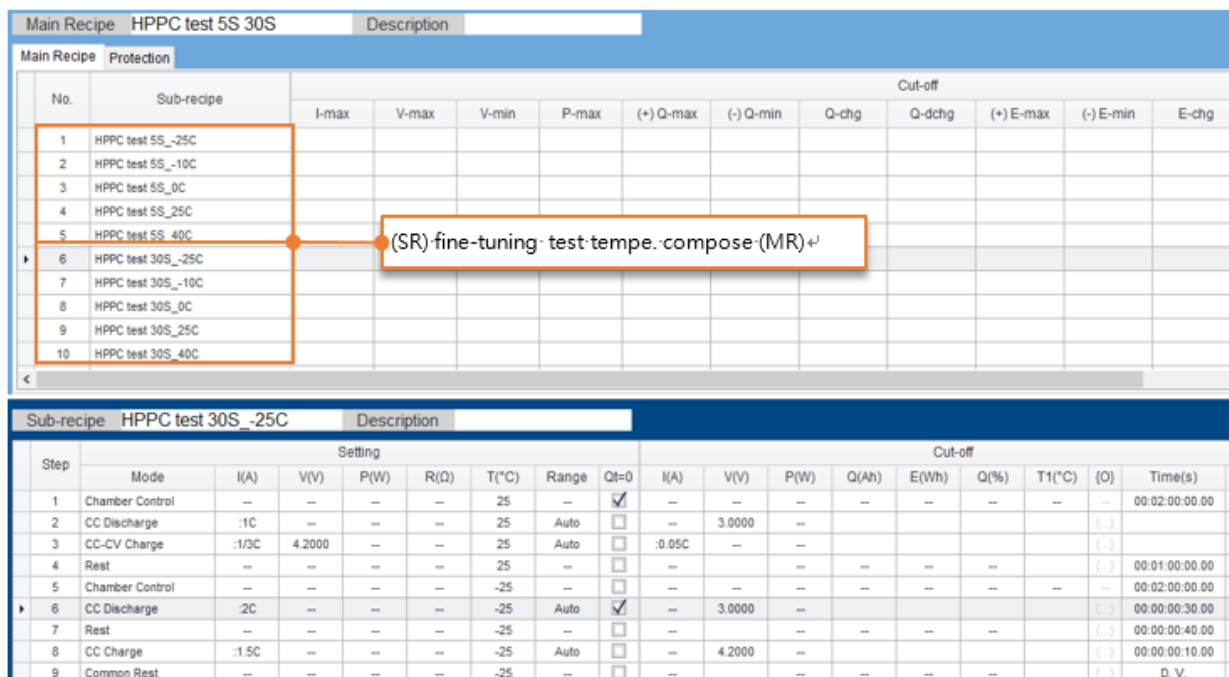 Main Recipe HPPC test 5S 30S Description
Main Recipe Protection
No. Sub-recipe Cut-off
I-max V-max V-min P-max (+) Q-max (-) Q-min Q-chg Q-dchg (+) E-max (-) E-min E-chg
1 HPPC test 5S_-25C
2 HPPC test 5S_-10C
3 HPPC test 5S_0C
4 HPPC test 5S_25C
5 HPPC test 5S_40C
6 HPPC test 30S_-25C
7 HPPC test 30S_-10C
8 HPPC test 30S_0C
9 HPPC test 30S_25C
10 HPPC test 30S_40C
(SR)·fine-tuning· test·tempe.·compose·(MR)↵
Sub-recipe HPPC test 30S_-25C Description
Step Setting Cut-off
Mode I(A) V(V) P(W) R(Ω) T(°C) Range Qt=0 I(A) V(V) P(W) Q(Ah) E(Wh) Q(%) T1(°C) {O} Time(s)
1 Chamber Control -- -- -- -- 25 -- -- -- -- -- -- -- -- -- 00:02:00:00.00
2 CC Discharge :1C -- -- -- 25 Auto -- 3.0000 -- {...}
3 CC-CV Charge :1/3C 4.2000 -- -- 25 Auto :0.05C -- -- {...}
4 Rest -- -- -- -- 25 -- -- -- -- -- -- {...} 00:01:00:00.00
5 Chamber Control -- -- -- -- -25 -- -- -- -- -- -- -- -- -- 00:02:00:00.00
6 CC Discharge :2C -- -- -- -25 Auto -- 3.0000 -- {...} 00:00:00:30.00
7 Rest -- -- -- -- -25 -- -- -- -- -- -- {...} 00:00:00:40.00
8 CC Charge :1.5C -- -- -- -25 Auto -- 4.2000 -- {...} 00:00:00:10.00
9 Common Rest -- -- -- -- -25 -- -- -- -- -- -- {...} D. V.